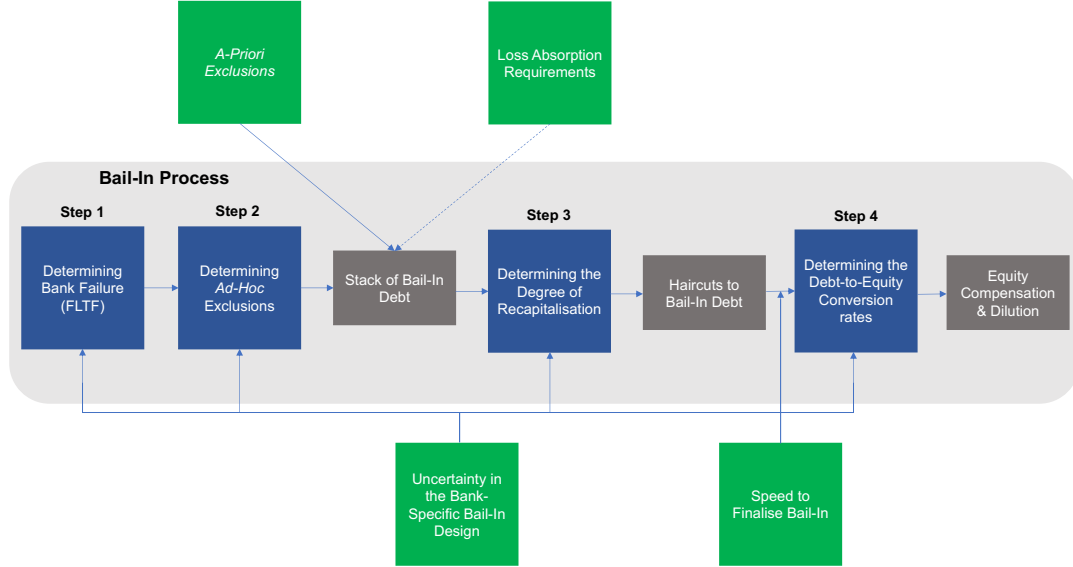 A-Priori
Exclusions
Loss Absorption
Requirements
Bail-In Process
Step 1
Step 2
Step 3
Step 4
Determining
Bank Failure
(FLTF)
Determining
Ad-Hoc
Exclusions
Stack of Bail-In
Debt
Determining the
Degree of
Recapitalisation
Haircuts to
Bail-In Debt
Determining the
Debt-to-Equity
Conversion
rates
Equity
Compensation
& Dilution
Uncertainty in
the Bank-
Specific Bail-In
Design
Speed to
Finalise Bail-In